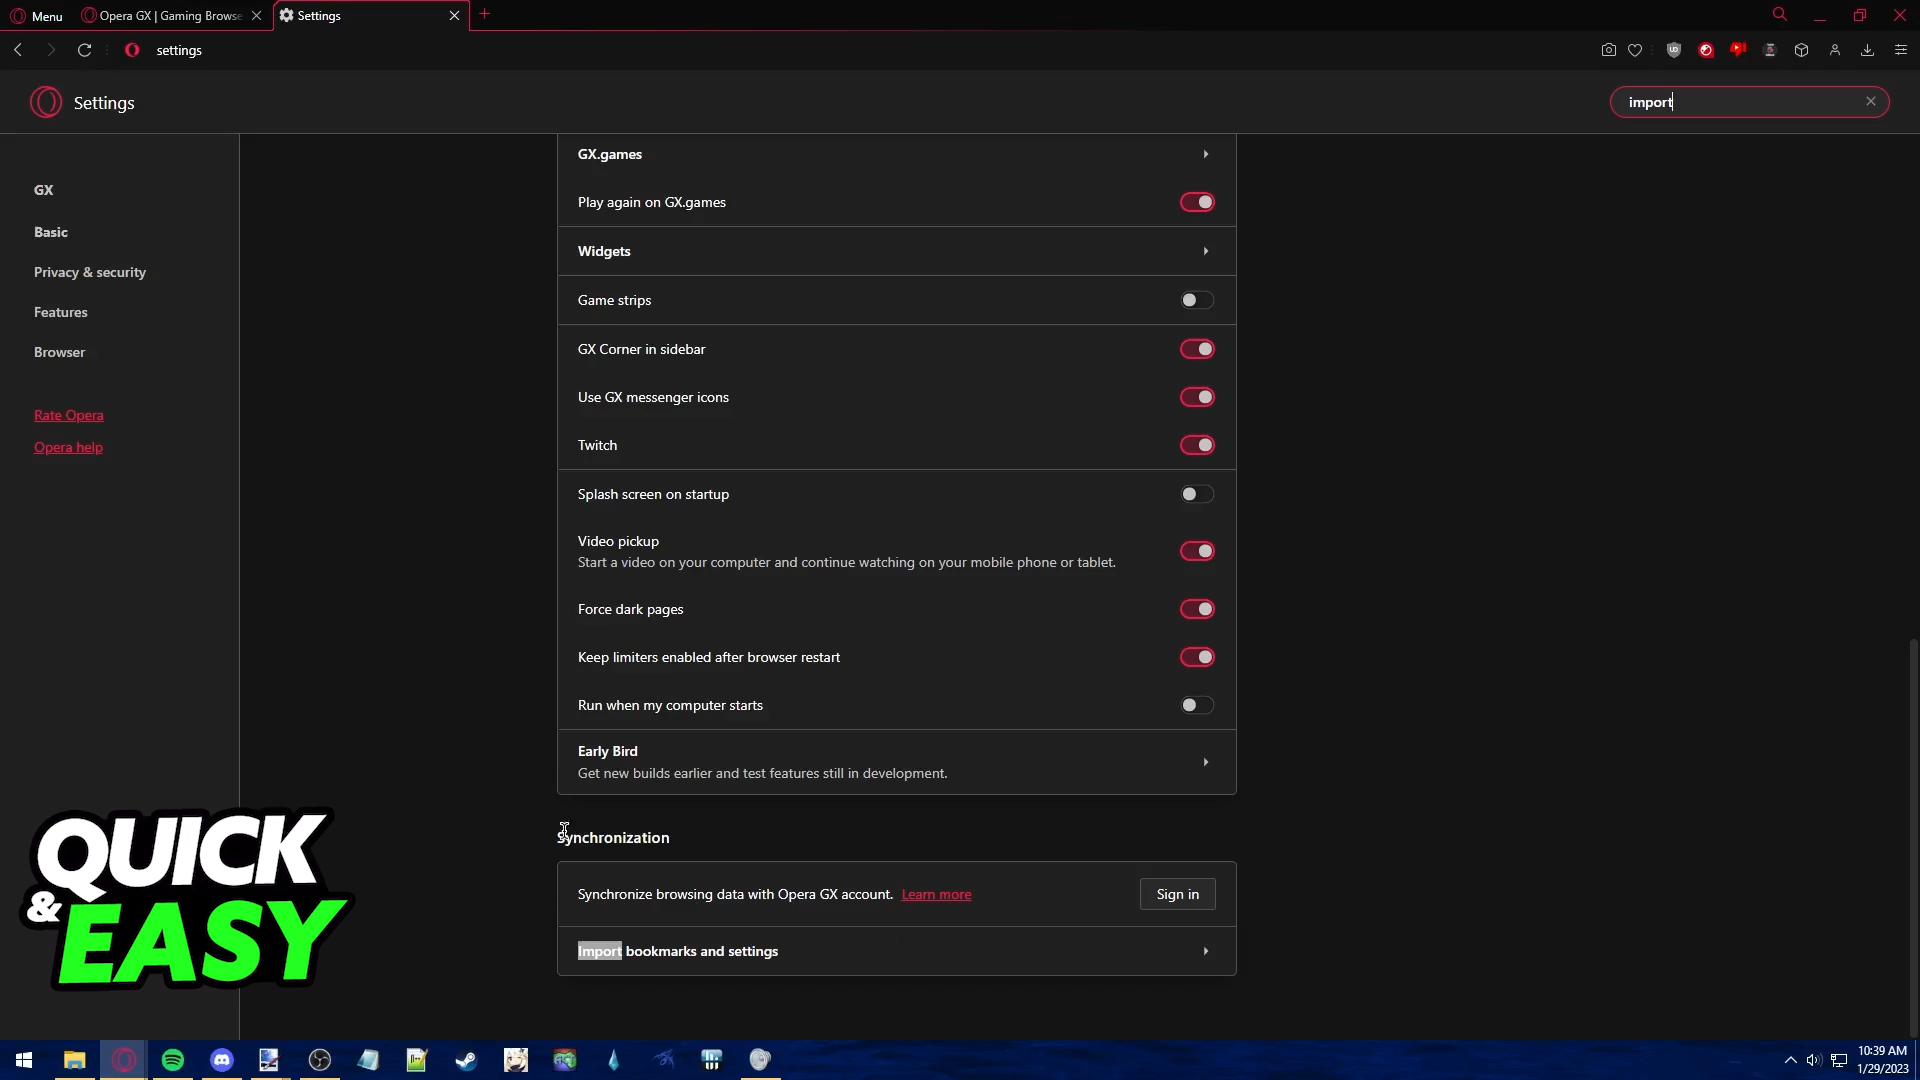 Menu
Opera GX | Gaming Browse
Settings
settings
Settings
import
GX
Basic
Privacy & security
Features
Browser
Rate Opera
Opera help
GX.games
Play again on GX.games
Widgets
Game strips
GX Corner in sidebar
Use GX messenger icons
Twitch
Splash screen on startup
Video pickup
Start a video on your computer and continue watching on your mobile phone or tablet.
Force dark pages
Keep limiters enabled after browser restart
Run when my computer starts
Early Bird
Get new builds earlier and test features still in development.
Synchronization
Synchronize browsing data with Opera GX account. Learn more
Sign in
Import bookmarks and settings
QUICK
& EASY
10:39 AM
1/29/2023